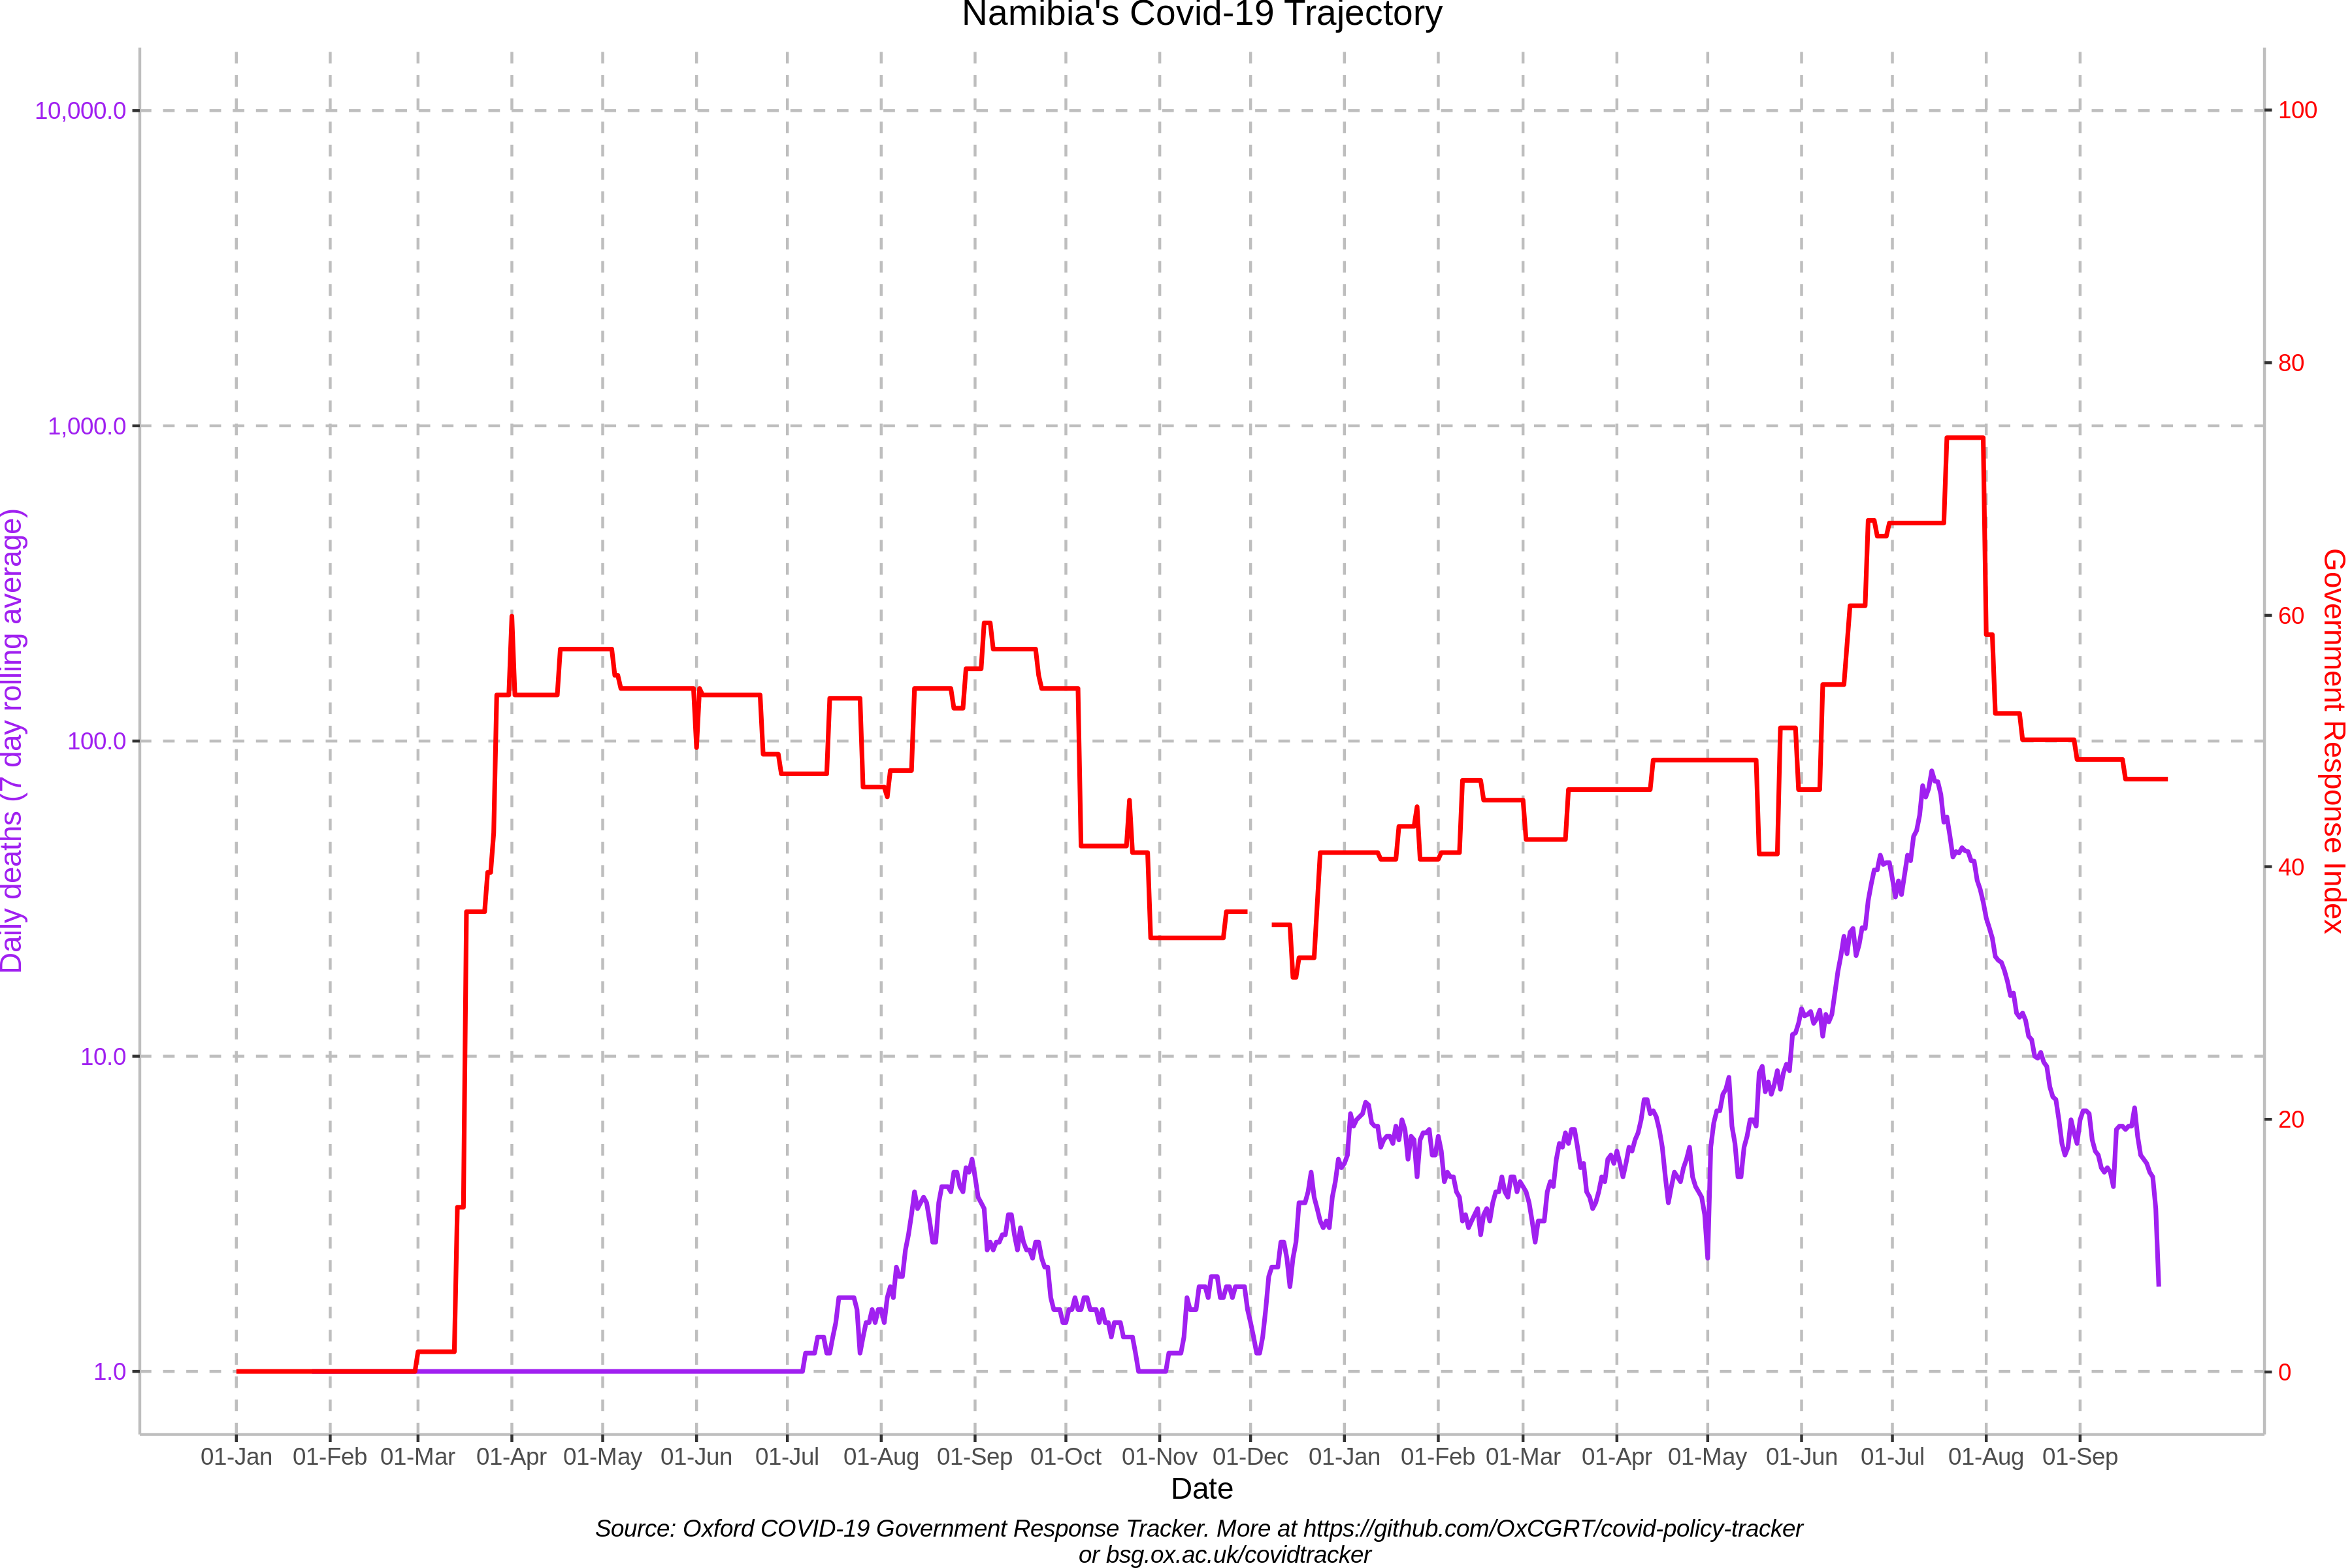 Namibia's Covid-19 Trajectory
10,000.0
1,000.0
100.0
10.0
1.0
Daily deaths (7 day rolling average)
100
80
60
40
20
0
Government Response Index
01-Jan 01-Feb 01-Mar 01-Apr 01-May 01-Jun 01-Jul 01-Aug 01-Sep 01-Oct 01-Nov 01-Dec 01-Jan 01-Feb 01-Mar 01-Apr 01-May 01-Jun 01-Jul 01-Aug 01-Sep
Date
Source: Oxford COVID-19 Government Response Tracker. More at https://github.com/OxCGRT/covid-policy-tracker
or bsg.ox.ac.uk/covidtracker